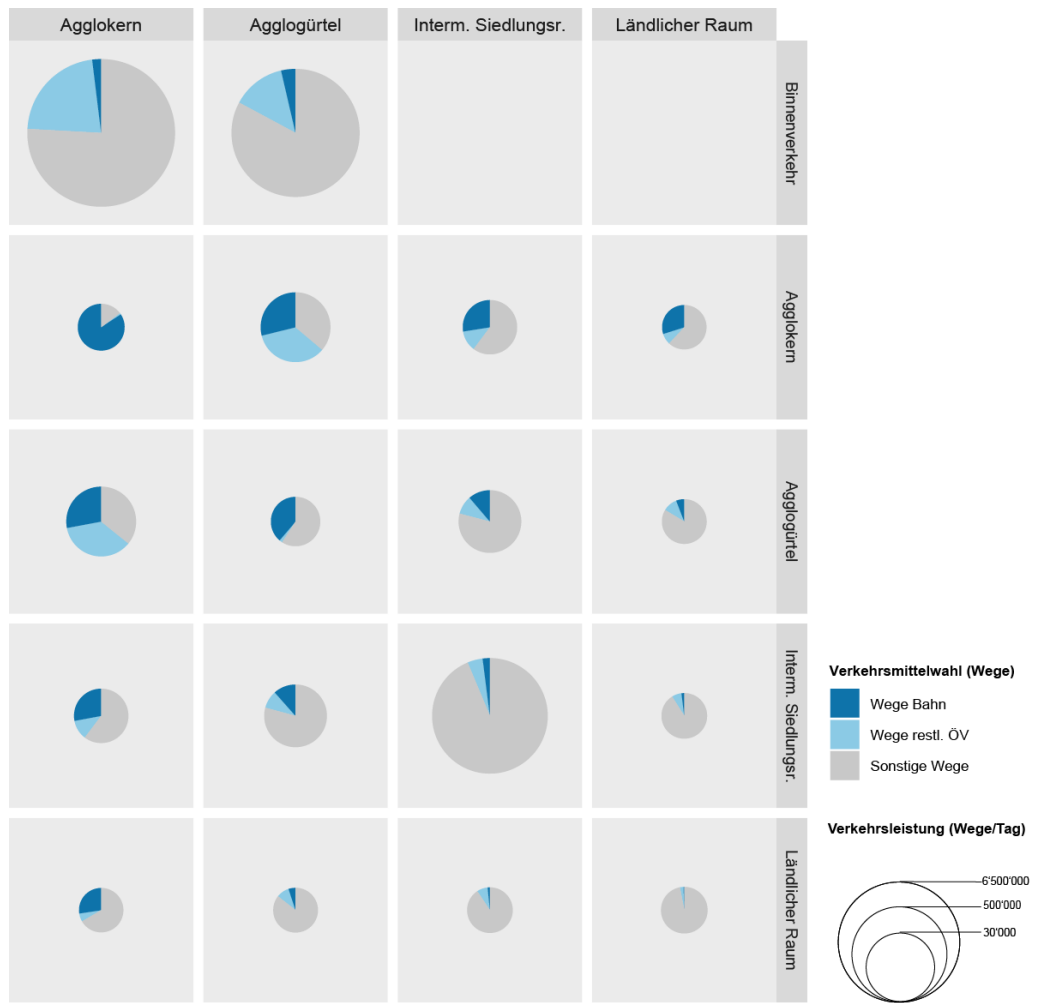 Agglokern
Agglogürtel
Interm. Siedlungsr.
Ländlicher Raum
Binnenverkehr
Agglokern
Agglogürtel
Interm. Siedlungsr.
Ländlicher Raum
Verkehrsmittelwahl (Wege)
Wege Bahn
Wege restl. ÖV
Sonstige Wege
Verkehrsleistung (Wege/Tag)
6'500'000
500'000
30'000